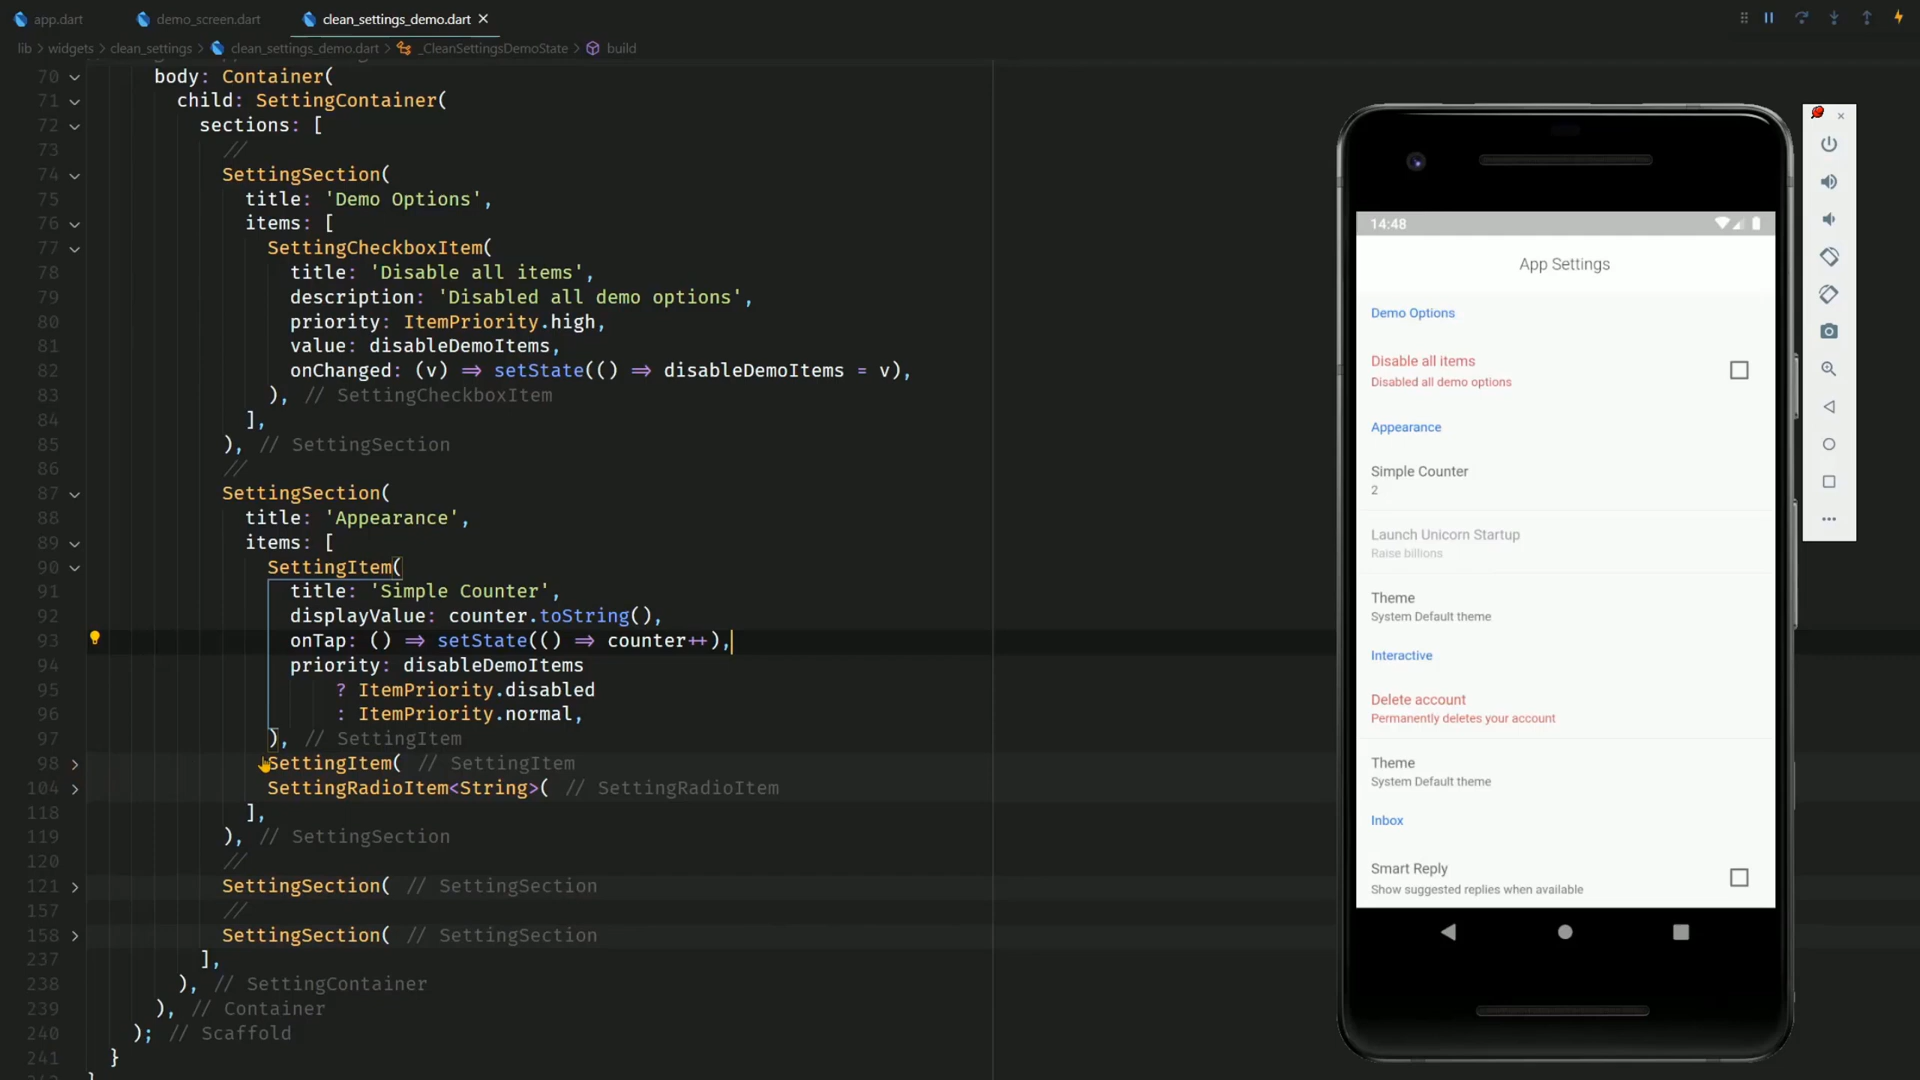 app.dart
demo_screen.dart
clean_settings_demo.dart
lib > widgets > clean_settings > clean_settings_demo.dart > _CleanSettingsDemoState > build
70 body: Container(
71 child: SettingContainer(
72 sections: [
73 //
74 SettingSection(
75 title: 'Demo Options',
76 items: [
77 SettingCheckboxItem(
78 title: 'Disable all items',
79 description: 'Disabled all demo options',
80 priority: ItemPriority.high,
81 value: disableDemoItems,
82 onChanged: (v) => setState(() => disableDemoItems = v),
83 ), // SettingCheckboxItem
84 ],
85 ), // SettingSection
86 //
87 SettingSection(
88 title: 'Appearance',
89 items: [
90 SettingItem(
91 title: 'Simple Counter',
92 displayValue: counter.toString(),
93 onTap: () => setState(() => counter++),
94 priority: disableDemoItems
95 ? ItemPriority.disabled
96 : ItemPriority.normal,
97 ), // SettingItem
98 SettingItem( // SettingItem
104 SettingRadioItem<String>( // SettingRadioItem
118 ],
119 ), // SettingSection
120 //
121 SettingSection( // SettingSection
157 //
158 SettingSection( // SettingSection
237 ],
238 ), // SettingContainer
239 ), // Container
240 ); // Scaffold
241 }
14:48
App Settings
Demo Options
Disable all items
Disabled all demo options
Appearance
Simple Counter
2
Launch Unicorn Startup
Raise billions
Theme
System Default theme
Interactive
Delete account
Permanently deletes your account
Theme
System Default theme
Inbox
Smart Reply
Show suggested replies when available